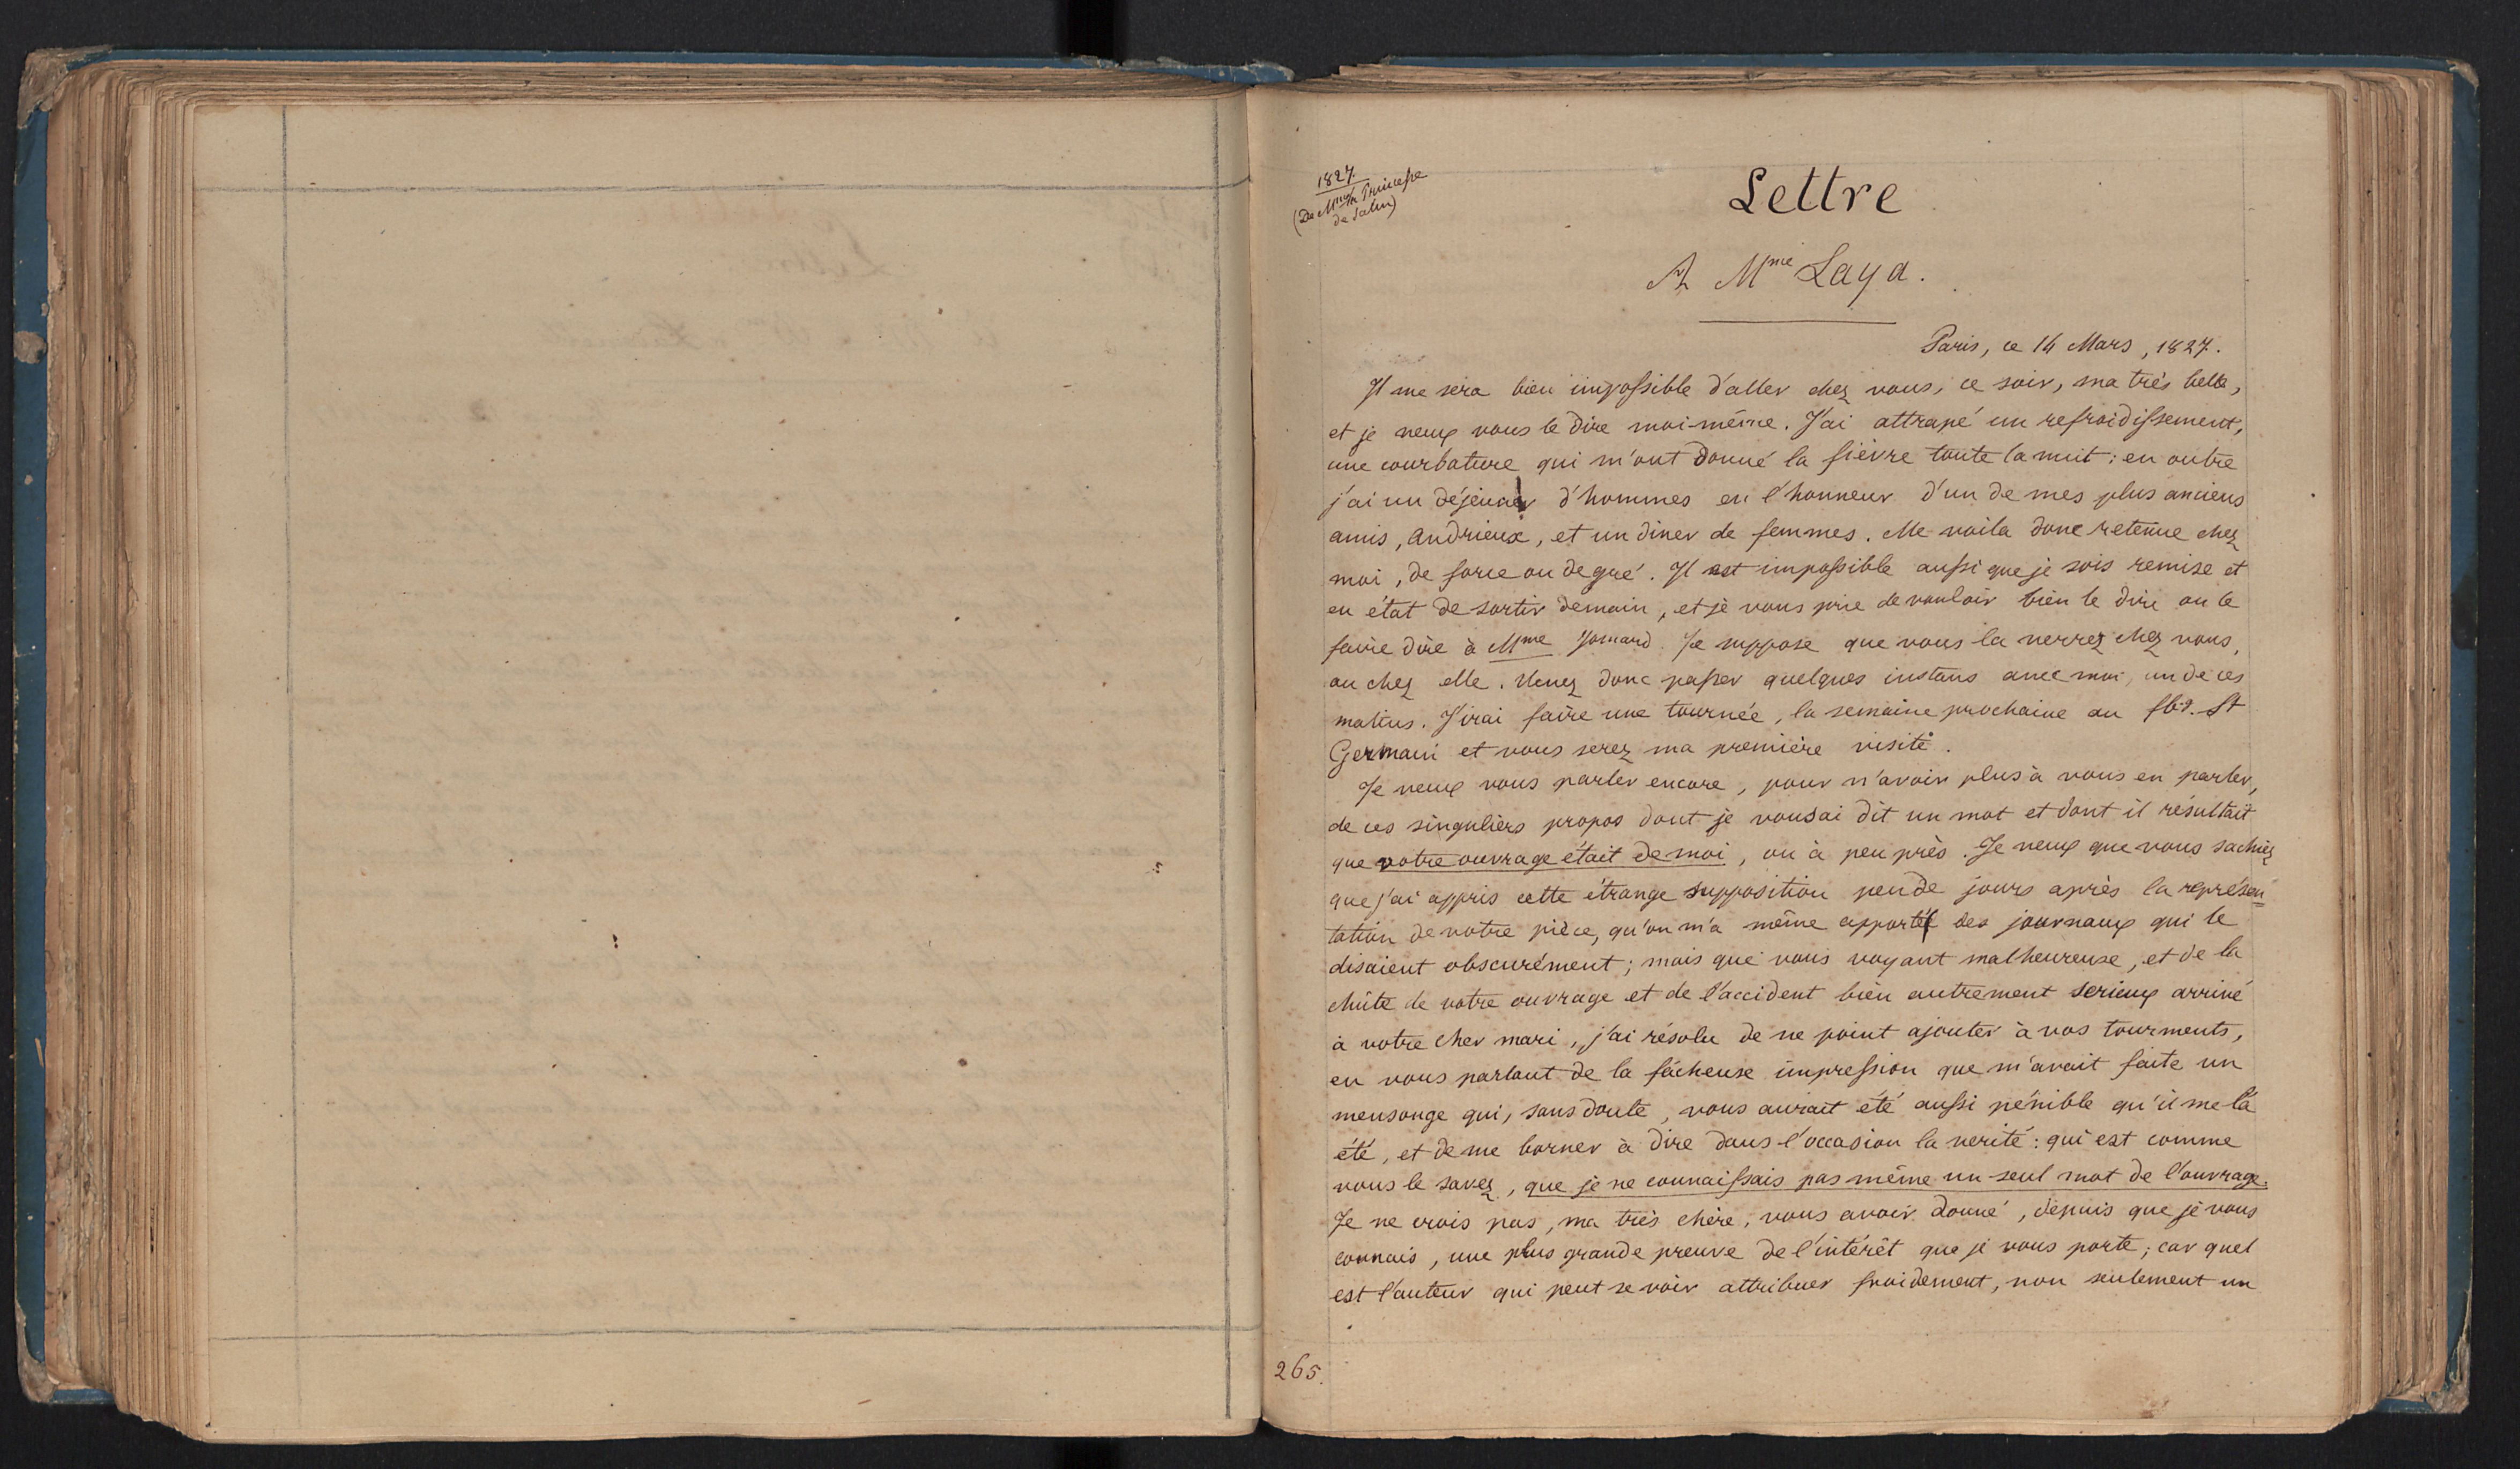 1827
(De Mme la Princesse
de Salm)
Lettre
A Mme Laya.
Paris, ce 14 Mars, 1827.
Il me sera bien impossible d'aller chez vous, ce soir, ma très belle,
et je veux vous le dire moi-même. J'ai attrapé un refroidissement,
une courbature qui m'ont donné la fièvre toute la nuit; en outre
j'ai un déjeuner d'hommes en l'honneur d'un de mes plus anciens
amis, Andrieux, et un diner de femmes. Me voila donc retenue chez
moi, de force ou de gré. Il est impossible aussi que je sois remise et
en état de sortir demain, et je vous prie de vouloir bien le dire ou le
faire dire à Mme Jomard. Je suppose que vous la verrez chez vous,
ou chez elle. Venez donc passer quelques instans avec moi, un de ces
matins. J'irai faire une tournée, la semaine prochaine au fbg. St
Germain et vous serez ma première visite.
Je veux vous parler encore, pour n'avoir plus à vous en parler,
de ces singuliers propos dont je vous ai dit un mot et dont il résultait
que votre ouvrage était de moi, ou à peu près. Je veux que vous sachiez
que j'ai appris cette étrange supposition peu de jours après la représen=
tation de votre pièce, qu'on m'a même apporté des journaux qui le
disaient obscurément; mais que vous voyant malheureuse, et de la
chûte de votre ouvrage et de l'accident bien autrement serieux arrivé
à votre cher mari, j'ai résolu de ne point ajouter à vos tourments,
en vous parlant de la fâcheuse impression que m'avait faite un
mensonge qui, sans doute, vous aurait été aussi pénible qu'il me l'a
été, et de me borner à dire dans l'occasion la verité: qui est comme
vous le savez, que je ne connaissais pas même un seul mot de l'ouvrage.
Je ne crois pas, ma très chère, vous avoir donné, depuis que je vous
connais, une plus grande preuve de l'intérêt que je vous porte; car quel
est l'auteur qui peut se voir attribuer froidement, non seulement un
265.